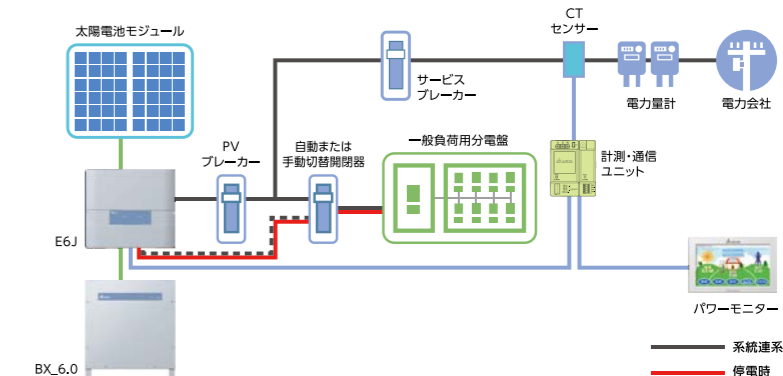 太陽電池モジュール
CT
センサー
サービス
ブレーカー
電力量計
電力会社
PV
ブレーカー
自動または
手動切替開閉器
一般負荷用分電盤
計測・通信
ユニット
E6J
パワーモニター
BX_6.0
系統連系
停電時